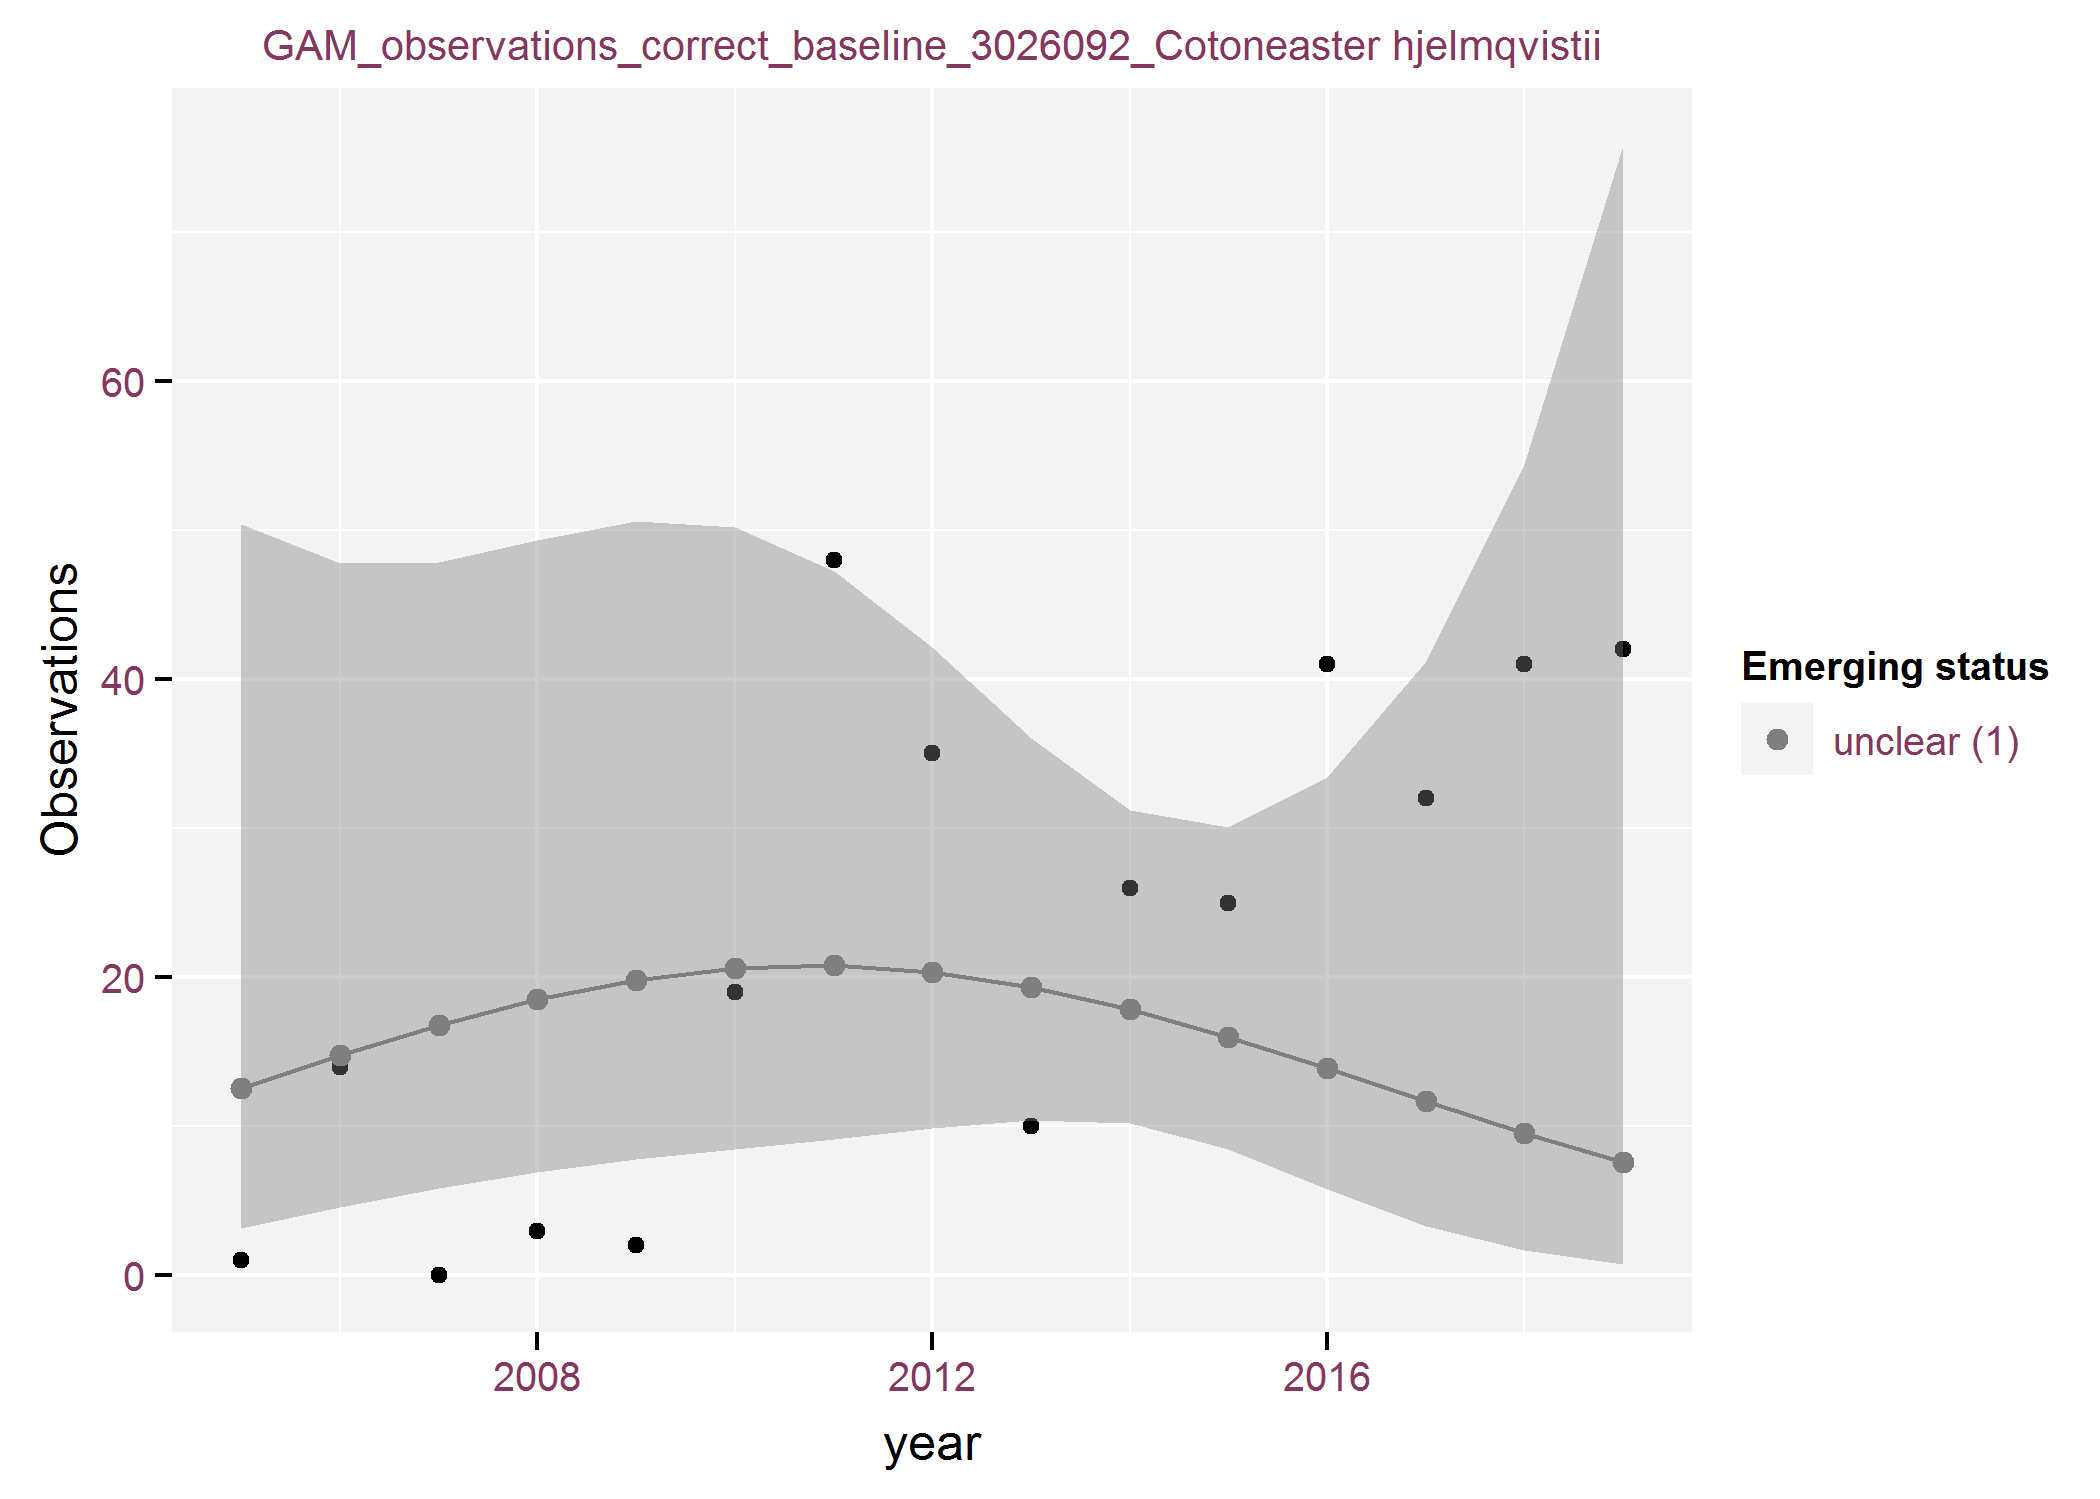 GAM_observations_correct_baseline_3026092_Cotoneaster hjelmqvistii
Observations
60
40
20
0
2008
2012
2016
year
Emerging status
unclear (1)